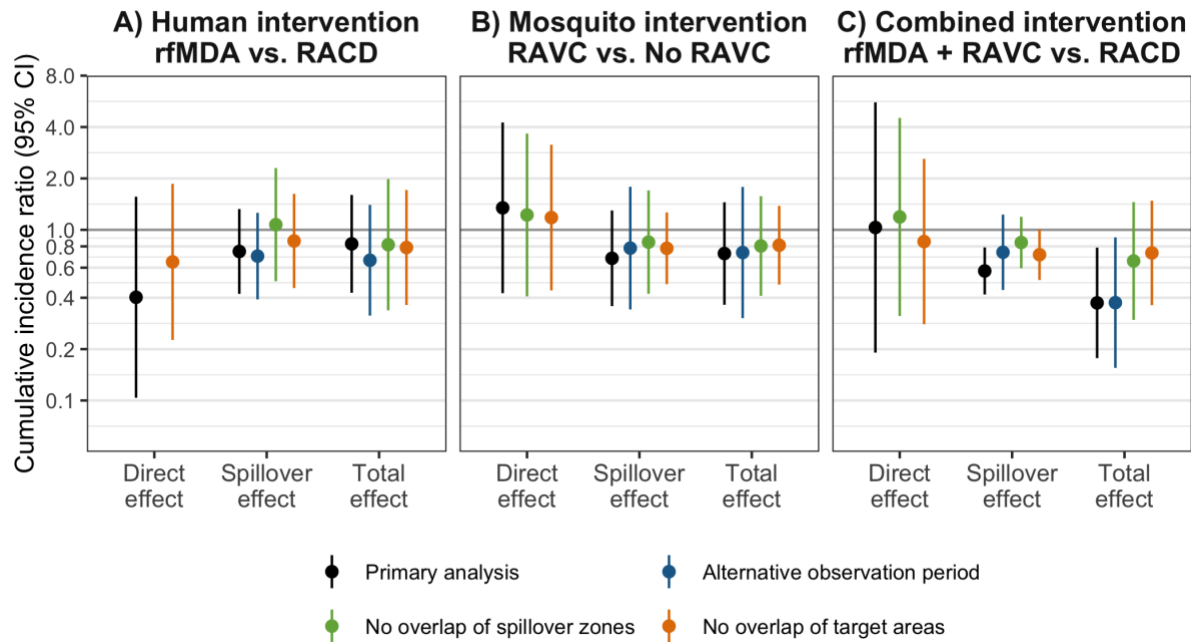 A) Human intervention
rfMDA vs. RACD
B) Mosquito intervention
RAVC vs. No RAVC
C) Combined intervention
rfMDA + RAVC vs. RACD
Cumulative incidence ratio (95% CI)
8.0
4.0
2.0
1.0
0.8
0.6
0.4
0.2
0.1
Direct
effect
Spillover
effect
Total
effect
Direct
effect
Spillover
effect
Total
effect
Direct
effect
Spillover
effect
Total
effect
Primary analysis
Alternative observation period
No overlap of spillover zones
No overlap of target areas